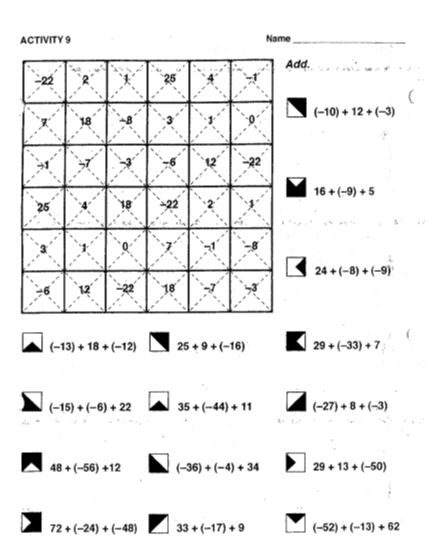 ACTIVITY 9 Name
-22 2 1 25 4 -1
Add.
7 18 -8 3 1 0
(-10) + 12 + (-3)
-1 -7 -3 -6 12 -22
16 + (-9) + 5
25 4 18 -22 2 1
3 1 0 7 -1 -8
24 + (-8) + (-9)
-6 12 -22 18 -7 -3
(-13) + 18 + (-12) 25 + 9 + (-16) 29 + (-33) + 7
(-15) + (-6) + 22 35 + (-44) + 11 (-27) + 8 + (-3)
48 + (-56) +12 (-36) + (-4) + 34 29 + 13 + (-50)
72 + (-24) + (-48) 33 + (-17) + 9 (-52) + (-13) + 62